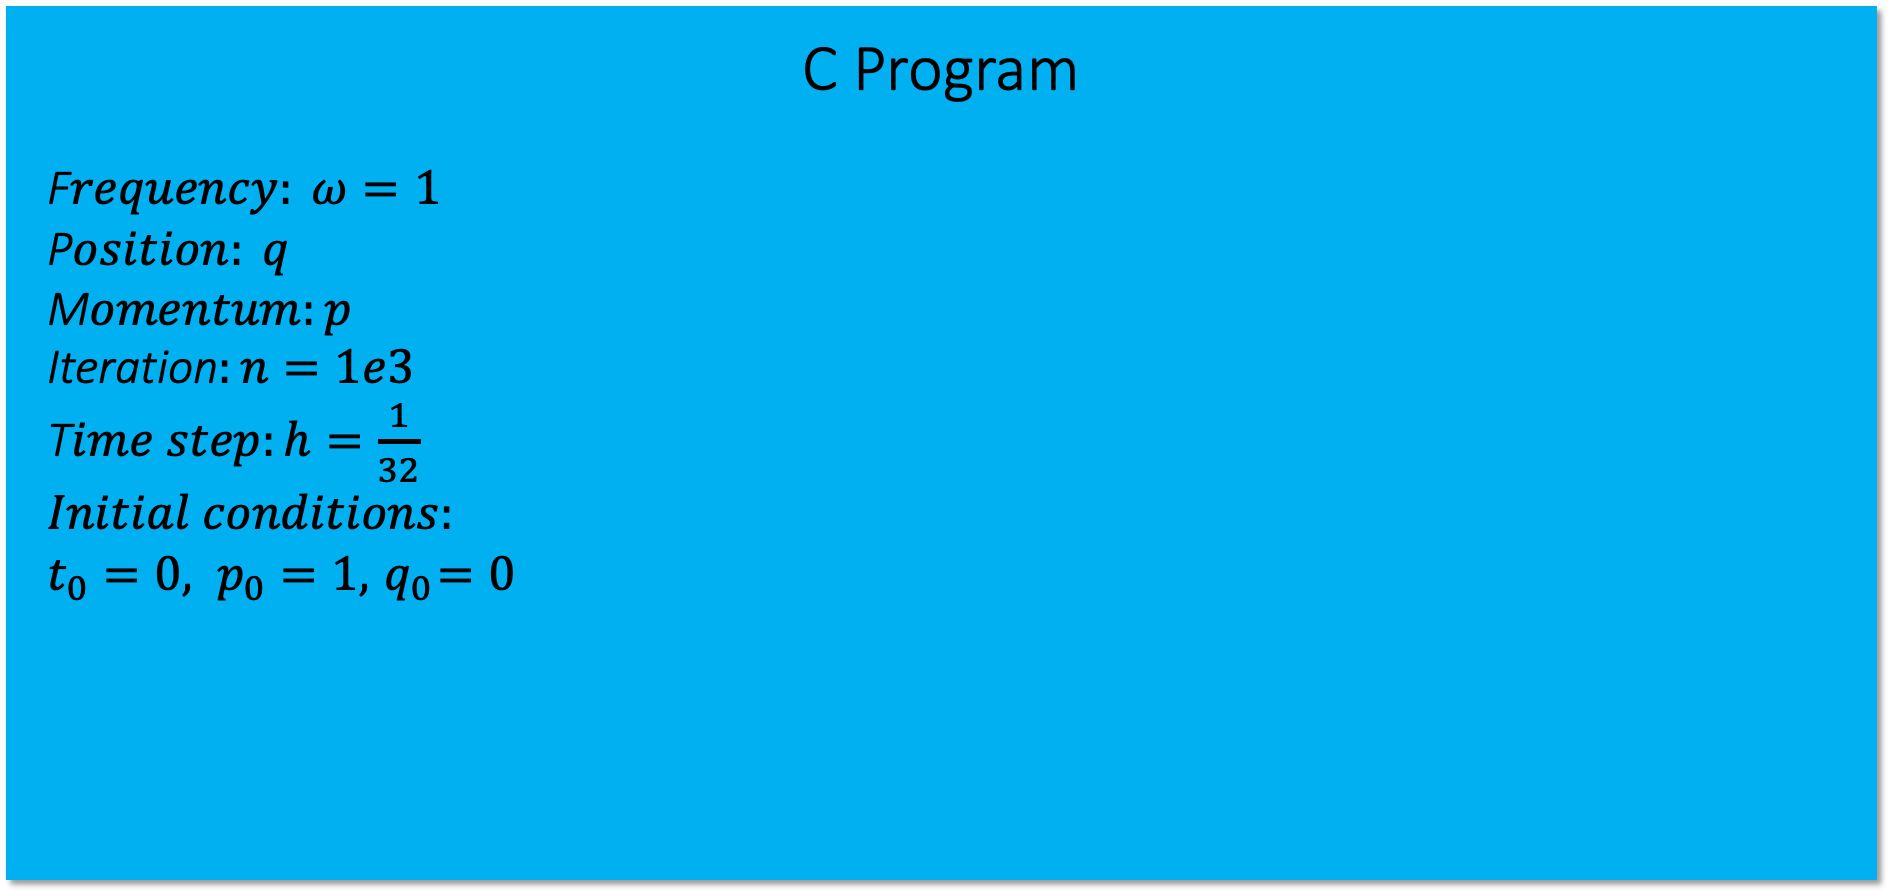 C Program
Frequency: ω = 1
Position: q
Momentum: p
Iteration: n = 1e3
Time step: h = 1/32
Initial conditions:
t₀ = 0, p₀ = 1, q₀ = 0